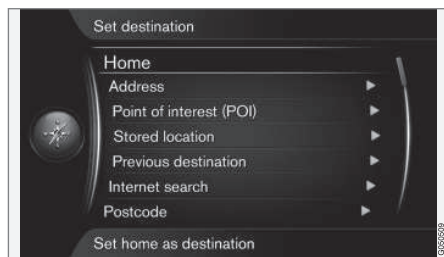 Set destination
Home
Address
Point of interest (POI)
Stored location
Previous destination
Internet search
Postcode
Set home as destination
G050509